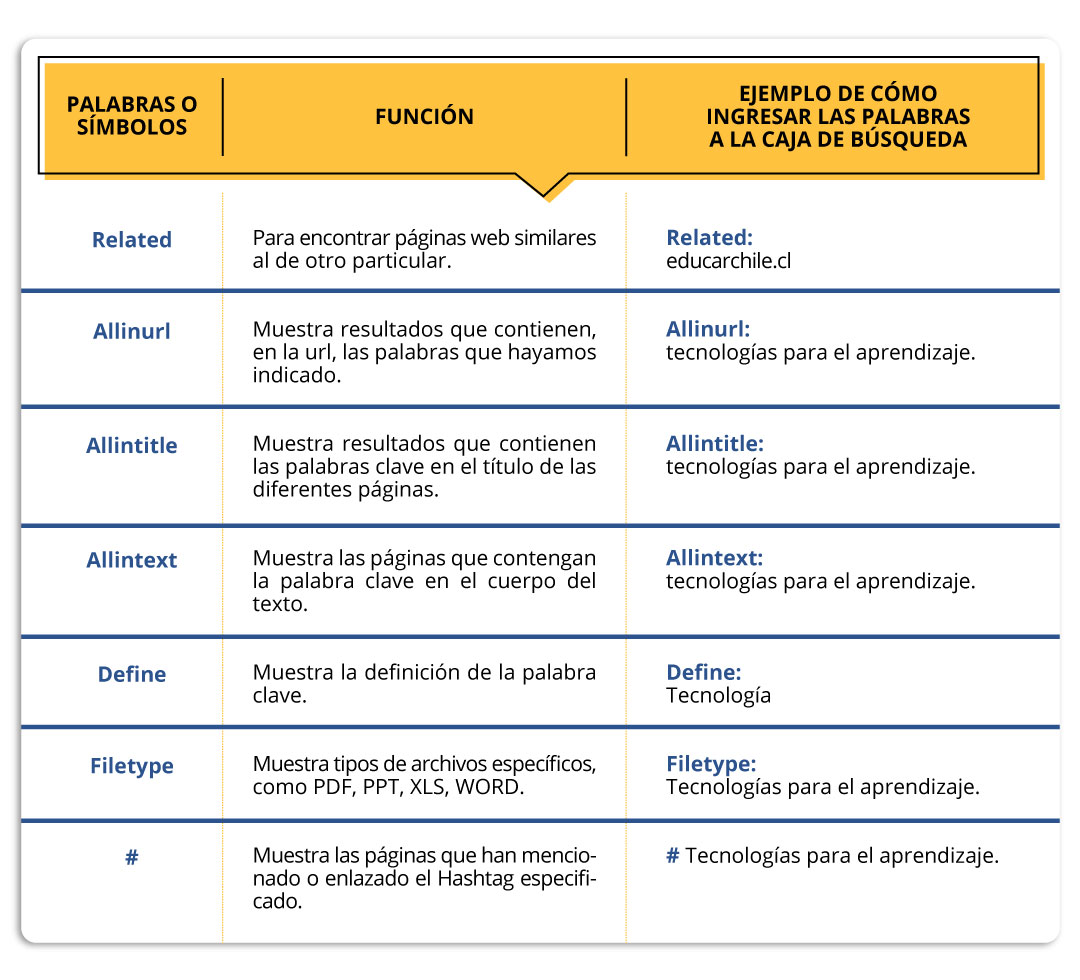 PALABRAS O
SÍMBOLOS
FUNCIÓN
EJEMPLO DE CÓMO
INGRESAR LAS PALABRAS
A LA CAJA DE BÚSQUEDA
Related
Para encontrar páginas web similares
al de otro particular.
Related:
educarchile.cl
Allinurl
Muestra resultados que contienen,
en la url, las palabras que hayamos
indicado.
Allinurl:
tecnologías para el aprendizaje.
Allintitle
Muestra resultados que contienen
las palabras clave en el título de las
diferentes páginas.
Allintitle:
tecnologías para el aprendizaje.
Allintext
Muestra las páginas que contengan
la palabra clave en el cuerpo del
texto.
Allintext:
tecnologías para el aprendizaje.
Define
Muestra la definición de la palabra
clave.
Define:
Tecnología
Filetype
Muestra tipos de archivos específicos,
como PDF, PPT, XLS, WORD.
Filetype:
Tecnologías para el aprendizaje.
#
Muestra las páginas que han mencio-
nado o enlazado el Hashtag especifi-
cado.
# Tecnologías para el aprendizaje.